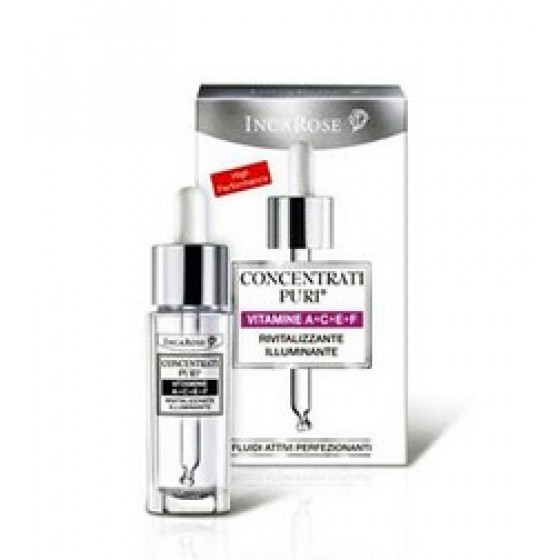 INCAROSE
High
Performance
CONCENTRATI
PURI®
VITAMINE A+C+E+F
RIVITALIZZANTE
ILLUMINANTE
FLUIDI ATTIVI PERFEZIONANTI
INCAROSE
CONCENTRATI
PURI®
VITAMINE
A+C+E+F
RIVITALIZZANTE
ILLUMINANTE